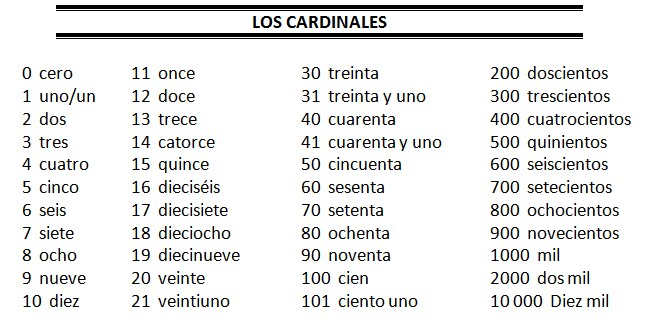 LOS CARDINALES
0 cero 11 once 30 treinta 200 doscientos
1 uno/un 12 doce 31 treinta y uno 300 trescientos
2 dos 13 trece 40 cuarenta 400 cuatrocientos
3 tres 14 catorce 41 cuarenta y uno 500 quinientos
4 cuatro 15 quince 50 cincuenta 600 seiscientos
5 cinco 16 dieciséis 60 sesenta 700 setecientos
6 seis 17 diecisiete 70 setenta 800 ochocientos
7 siete 18 dieciocho 80 ochenta 900 novecientos
8 ocho 19 diecinueve 90 noventa 1000 mil
9 nueve 20 veinte 100 cien 2000 dos mil
10 diez 21 veintiuno 101 ciento uno 10 000 Diez mil